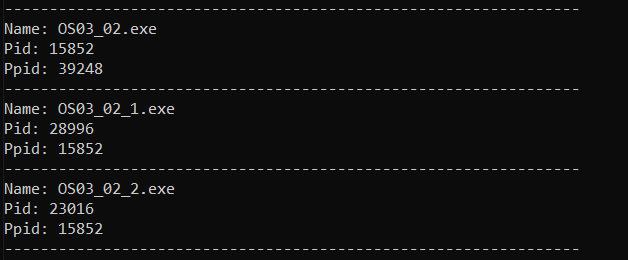 ----------------------------------------------------------------
Name: OS03_02.exe
Pid: 15852
Ppid: 39248
----------------------------------------------------------------
Name: OS03_02_1.exe
Pid: 28996
Ppid: 15852
----------------------------------------------------------------
Name: OS03_02_2.exe
Pid: 23016
Ppid: 15852
----------------------------------------------------------------